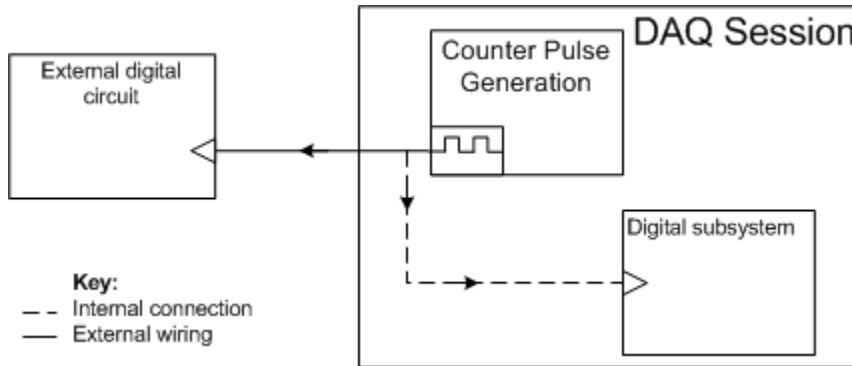 DAQ Session
Counter Pulse
Generation
External digital
circuit
Digital subsystem
Key:
Internal connection
External wiring